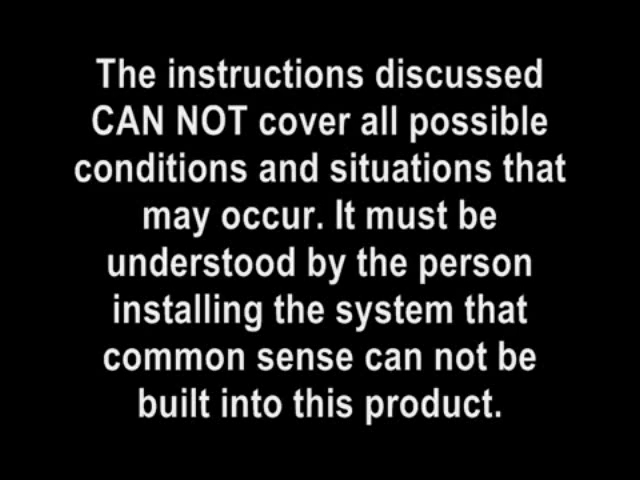 The instructions discussed
CAN NOT cover all possible
conditions and situations that
may occur. It must be
understood by the person
installing the system that
common sense can not be
built into this product.